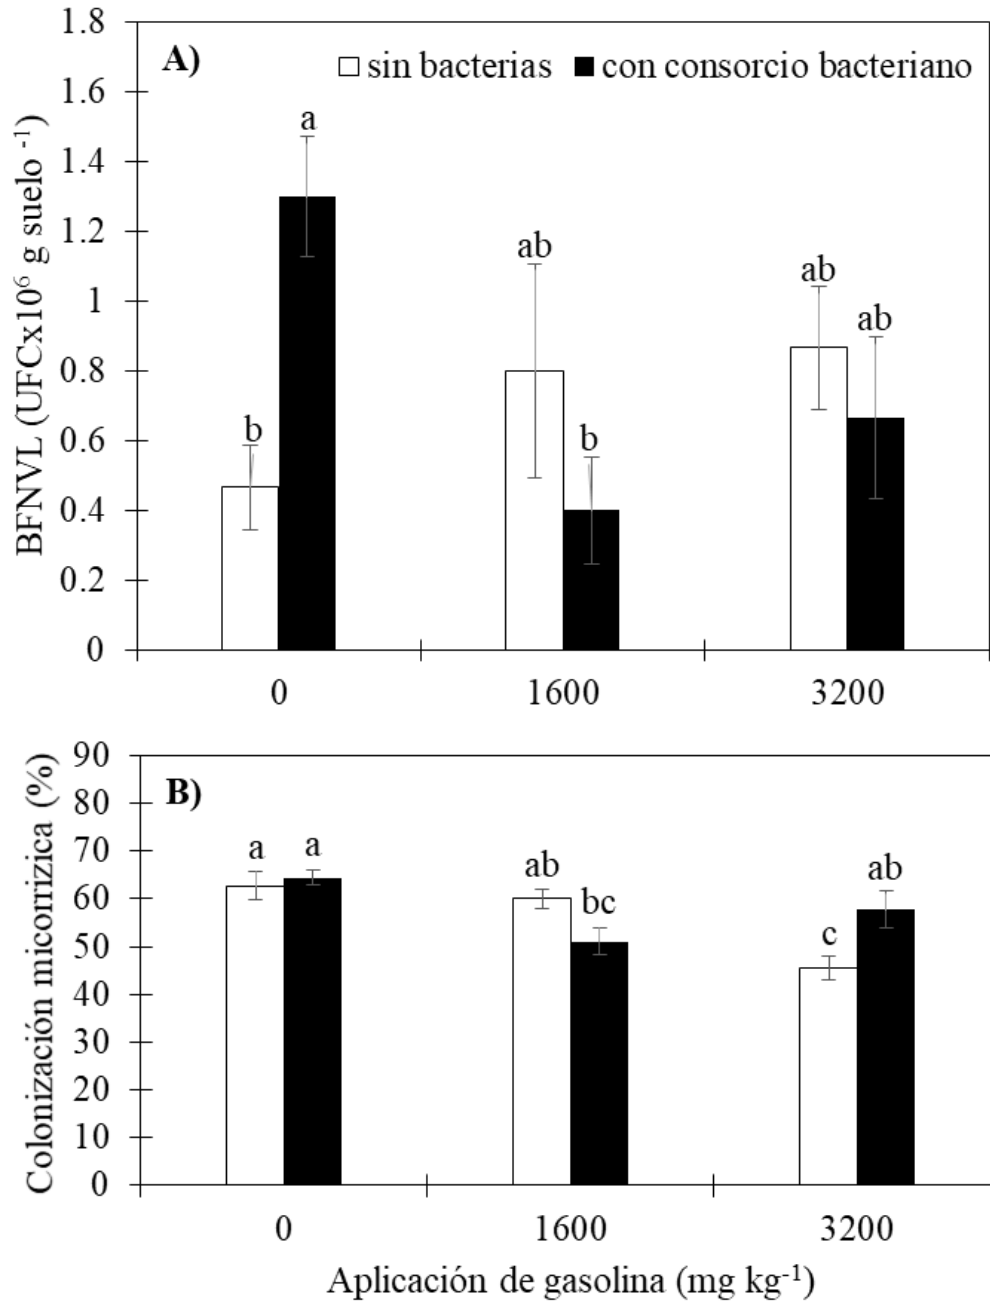 A)
sin bacterias con consorcio bacteriano
BFNVL (UFCx10⁶ g suelo ⁻¹)
1.8
1.6
1.4
1.2
1
0.8
0.6
0.4
0.2
0
b a ab b ab ab
0 1600 3200
B)
Colonización micorrizica (%)
90
80
70
60
50
40
30
20
10
0
a a ab bc c ab
0 1600 3200
Aplicación de gasolina (mg kg⁻¹)